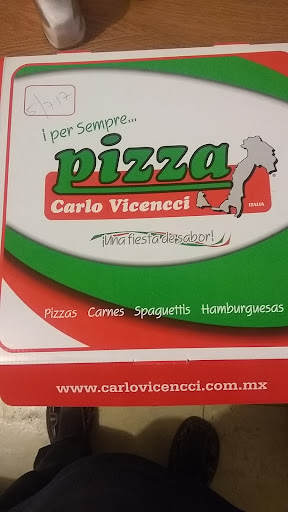 ¡ per Sempre...
pizza
Carlo Vicencci
ITALIA
¡Una fiesta de sabor!
Pizzas Carnes Spaguettis Hamburguesas
www.carlovicencci.com.mx